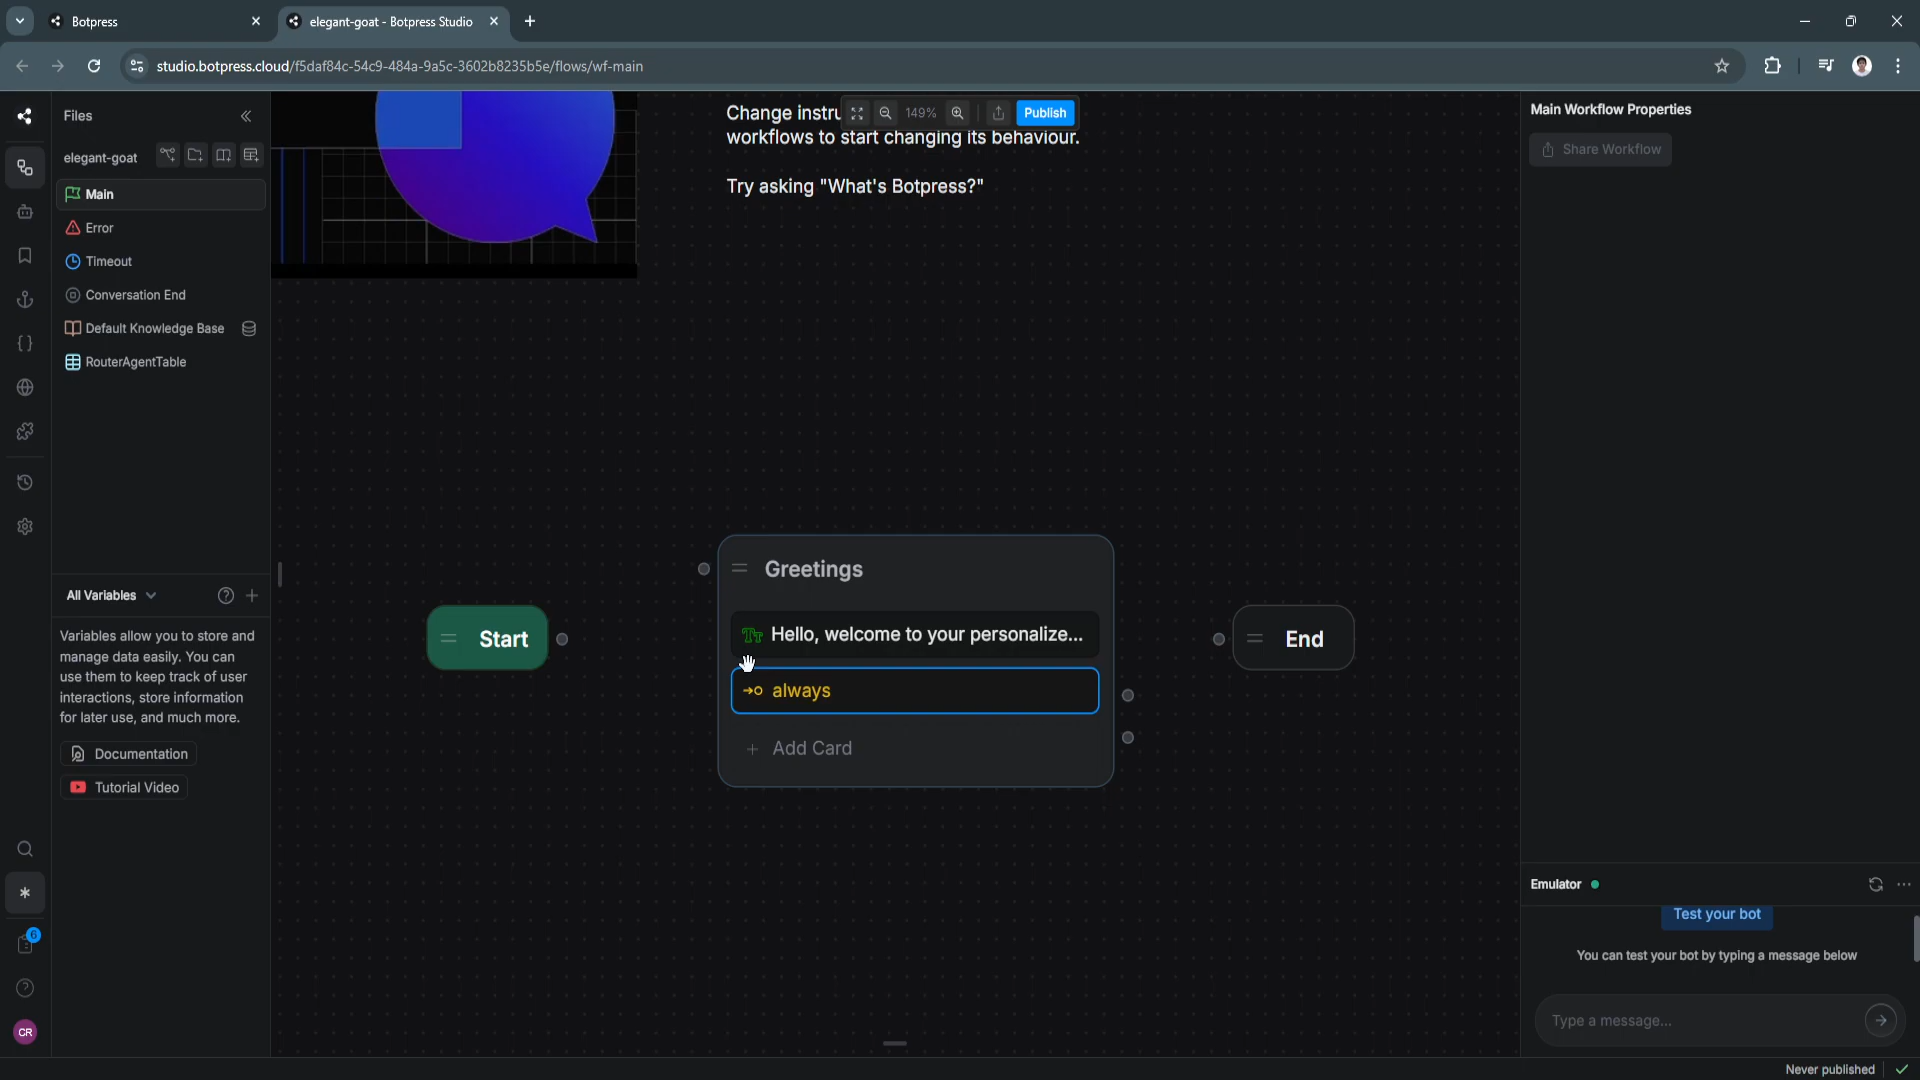 Botpress
elegant-goat - Botpress Studio
studio.botpress.cloud/f5daf84c-54c9-484a-9a5c-3602b8235b5e/flows/wf-main
Files
elegant-goat
Main
Error
Timeout
Conversation End
Default Knowledge Base
RouterAgentTable
All Variables
Variables allow you to store and
manage data easily. You can
use them to keep track of user
interactions, store information
for later use, and much more.
Documentation
Tutorial Video
6
CR
Change instru
149%
Publish
workflows to start changing its behaviour.
Try asking "What's Botpress?"
Start
Greetings
Hello, welcome to your personalize...
always
Add Card
End
Main Workflow Properties
Share Workflow
Emulator
Test your bot
You can test your bot by typing a message below
Type a message...
Never published